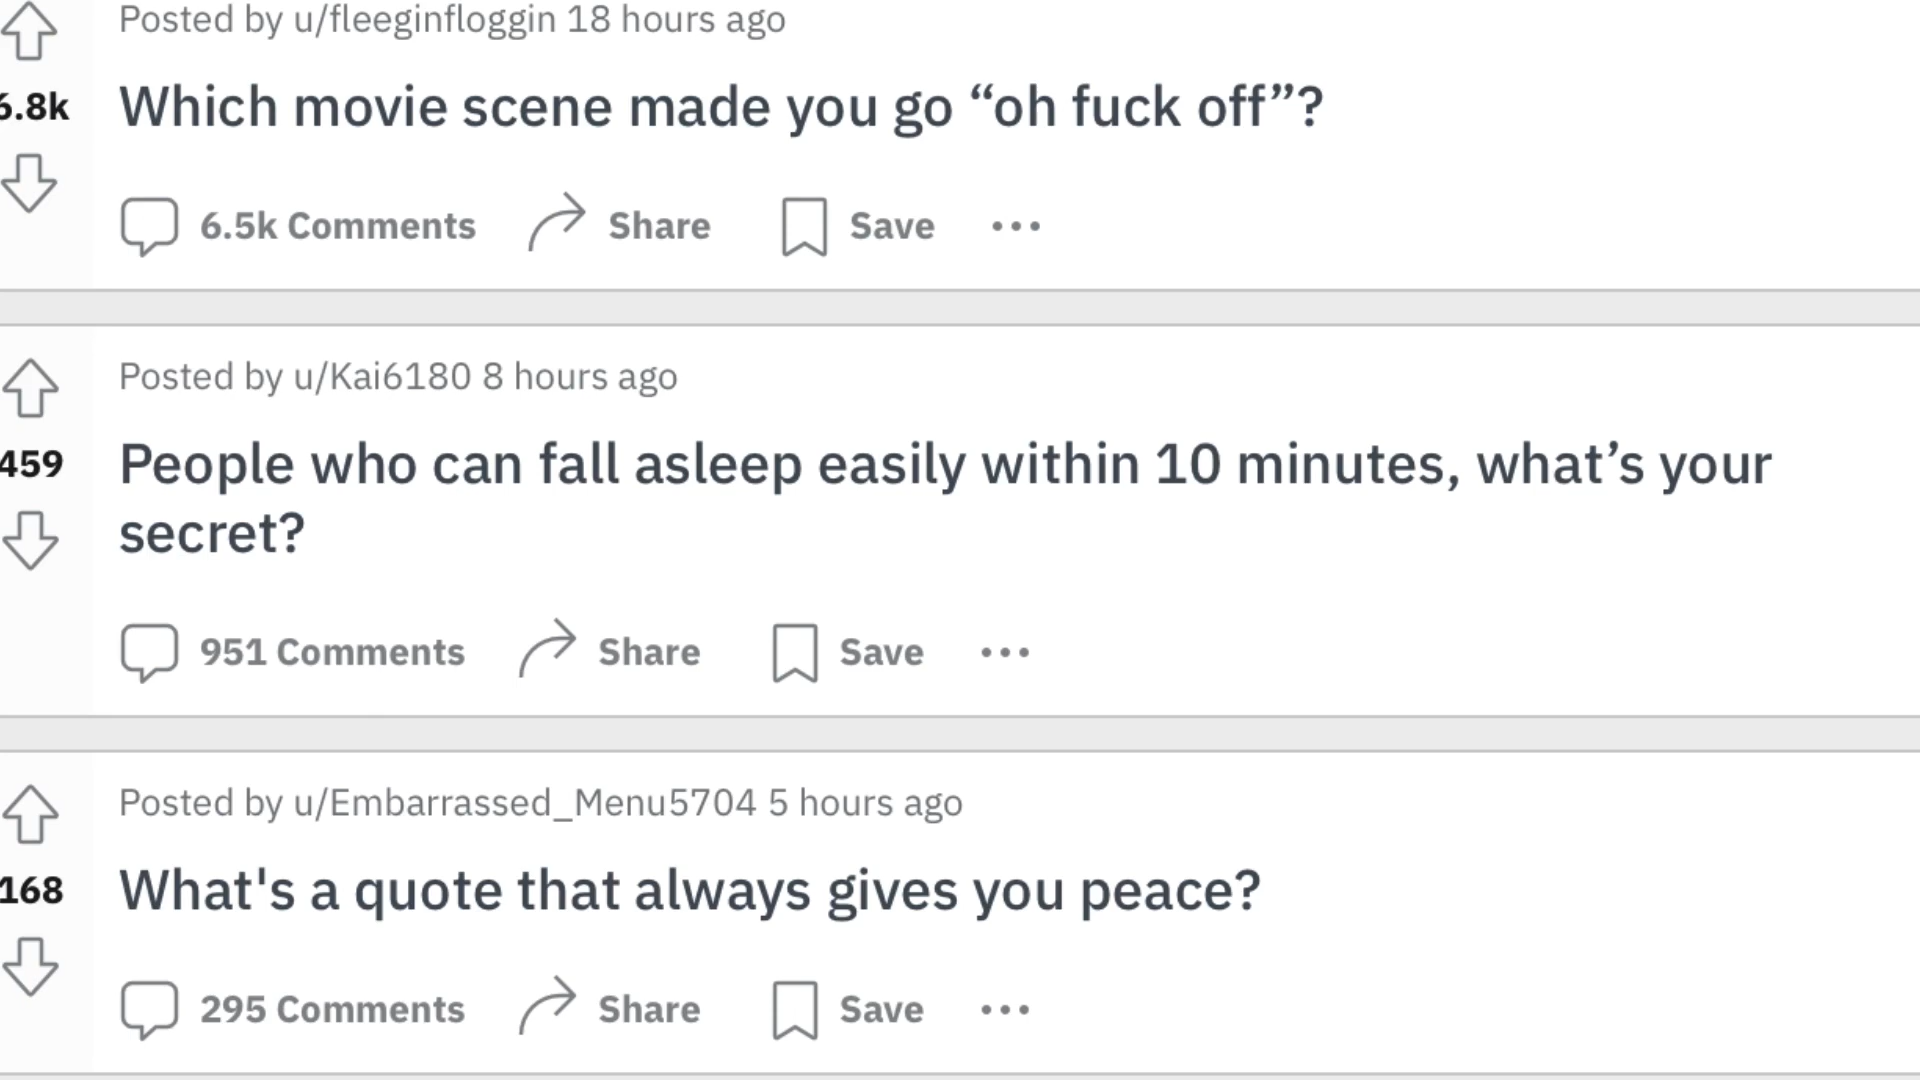 Posted by u/fleeginfloggin 18 hours ago
6.8k
Which movie scene made you go “oh fuck off”?
6.5k Comments Share Save
Posted by u/Kai6180 8 hours ago
459
People who can fall asleep easily within 10 minutes, what’s your
secret?
951 Comments Share Save
Posted by u/Embarrassed_Menu5704 5 hours ago
168
What's a quote that always gives you peace?
295 Comments Share Save